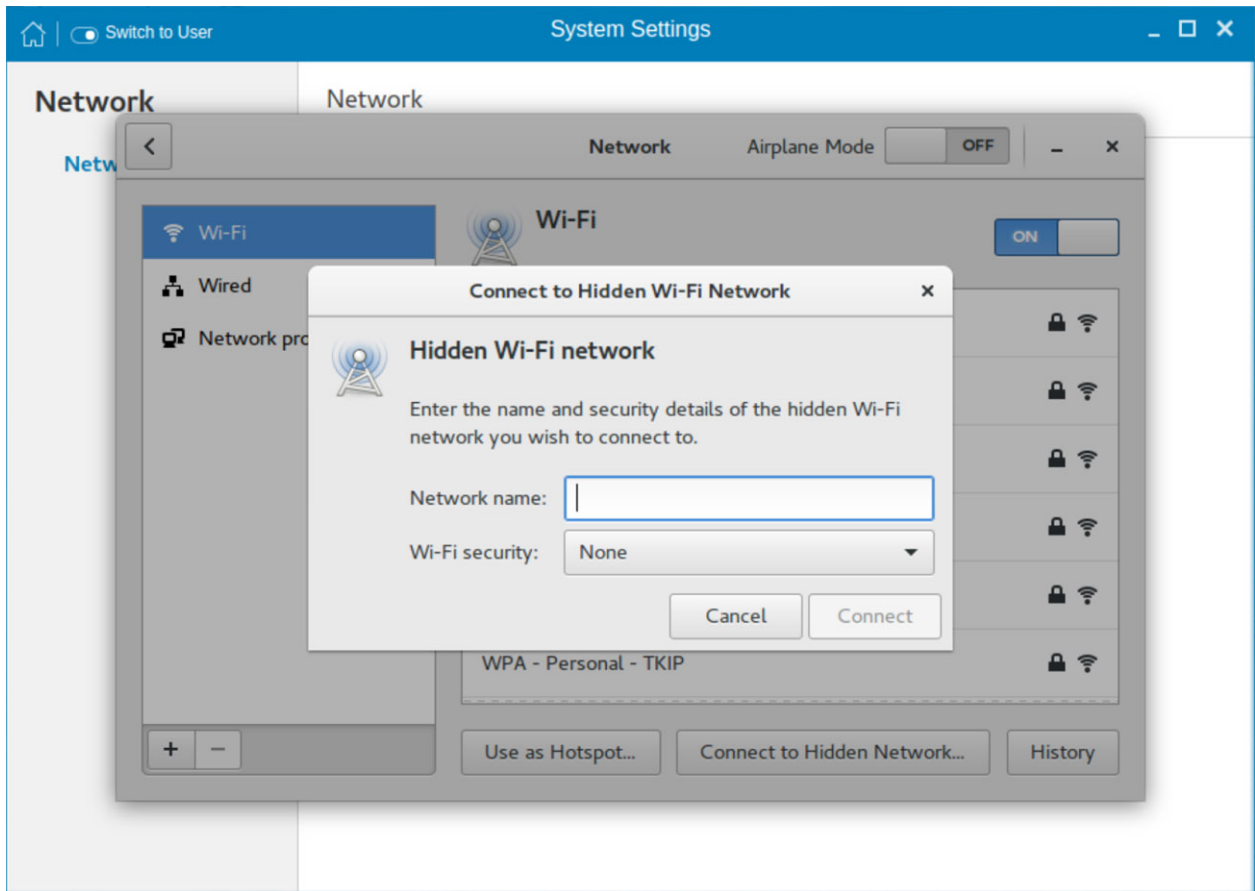 Switch to User
System Settings
Network
Network
Netw
Network
Airplane Mode
OFF
Wi-Fi
Wired
Network pro
Wi-Fi
ON
Connect to Hidden Wi-Fi Network
Hidden Wi-Fi network
Enter the name and security details of the hidden Wi-Fi
network you wish to connect to.
Network name:
Wi-Fi security:
None
Cancel
Connect
WPA - Personal - TKIP
Use as Hotspot...
Connect to Hidden Network...
History